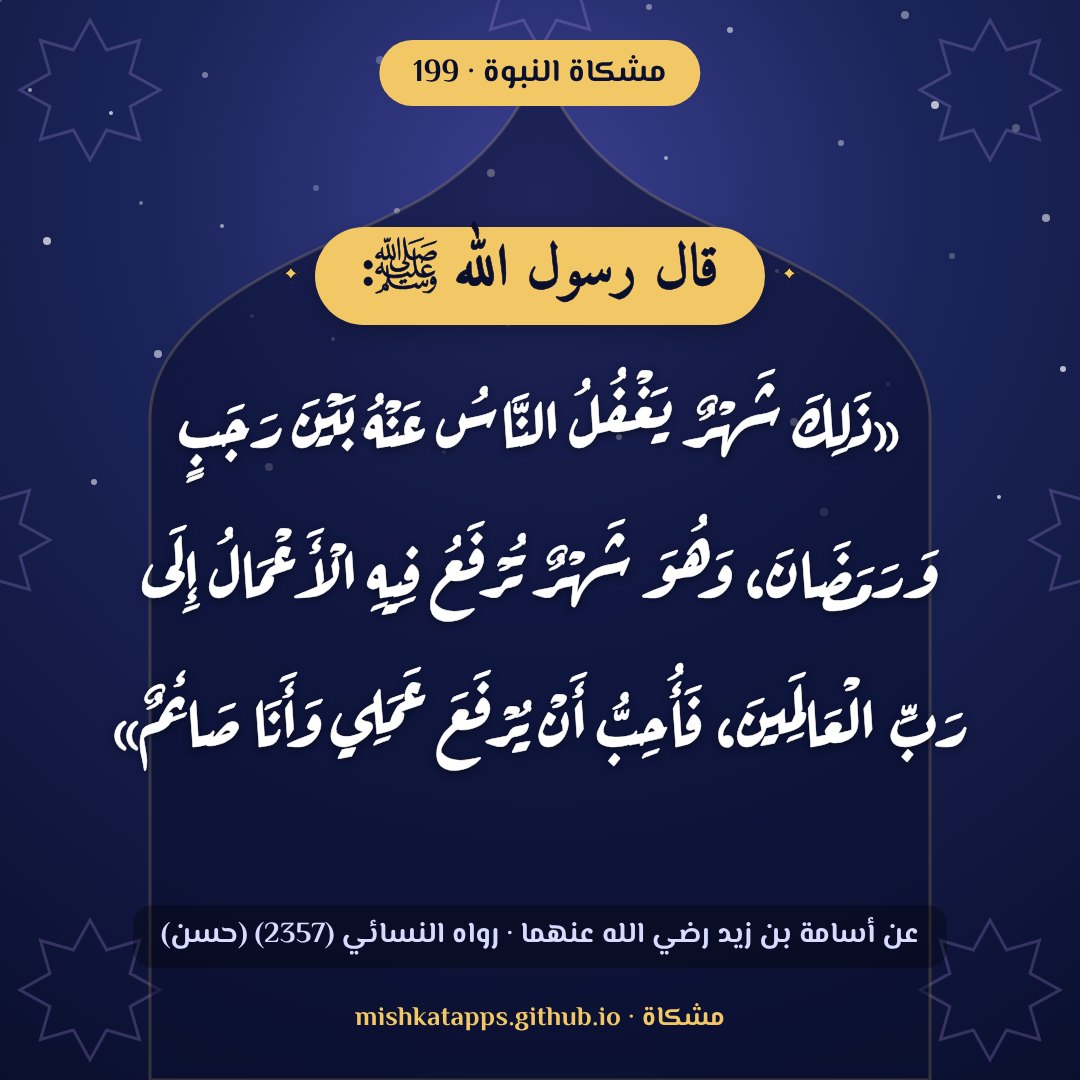 مشكاة النبوة · 199
قال رسول الله ﷺ:
«ذَلِكَ شَهْرٌ يَغْفُلُ النَّاسُ عَنْهُ بَيْنَ رَجَبٍ
وَرَمَضَانَ، وَهُوَ شَهْرٌ تُرْفَعُ فِيهِ الْأَعْمَالُ إِلَى
رَبِّ الْعَالَمِينَ، فَأُحِبُّ أَنْ يُرْفَعَ عَمَلِي وَأَنَا صَائِمٌ»
عن أسامة بن زيد رضي الله عنهما · رواه النسائي (2357) (حسن)
مشكاة · mishkatapps.github.io